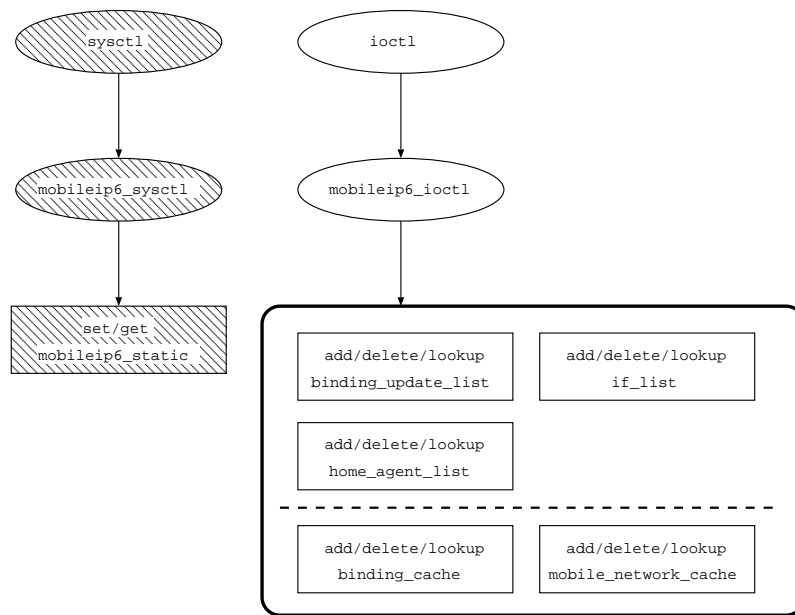 sysctl
ioctl
mobileip6_sysctl
mobileip6_ioctl
set/get
mobileip6_static
add/delete/lookup
binding_update_list
add/delete/lookup
if_list
add/delete/lookup
home_agent_list
add/delete/lookup
binding_cache
add/delete/lookup
mobile_network_cache